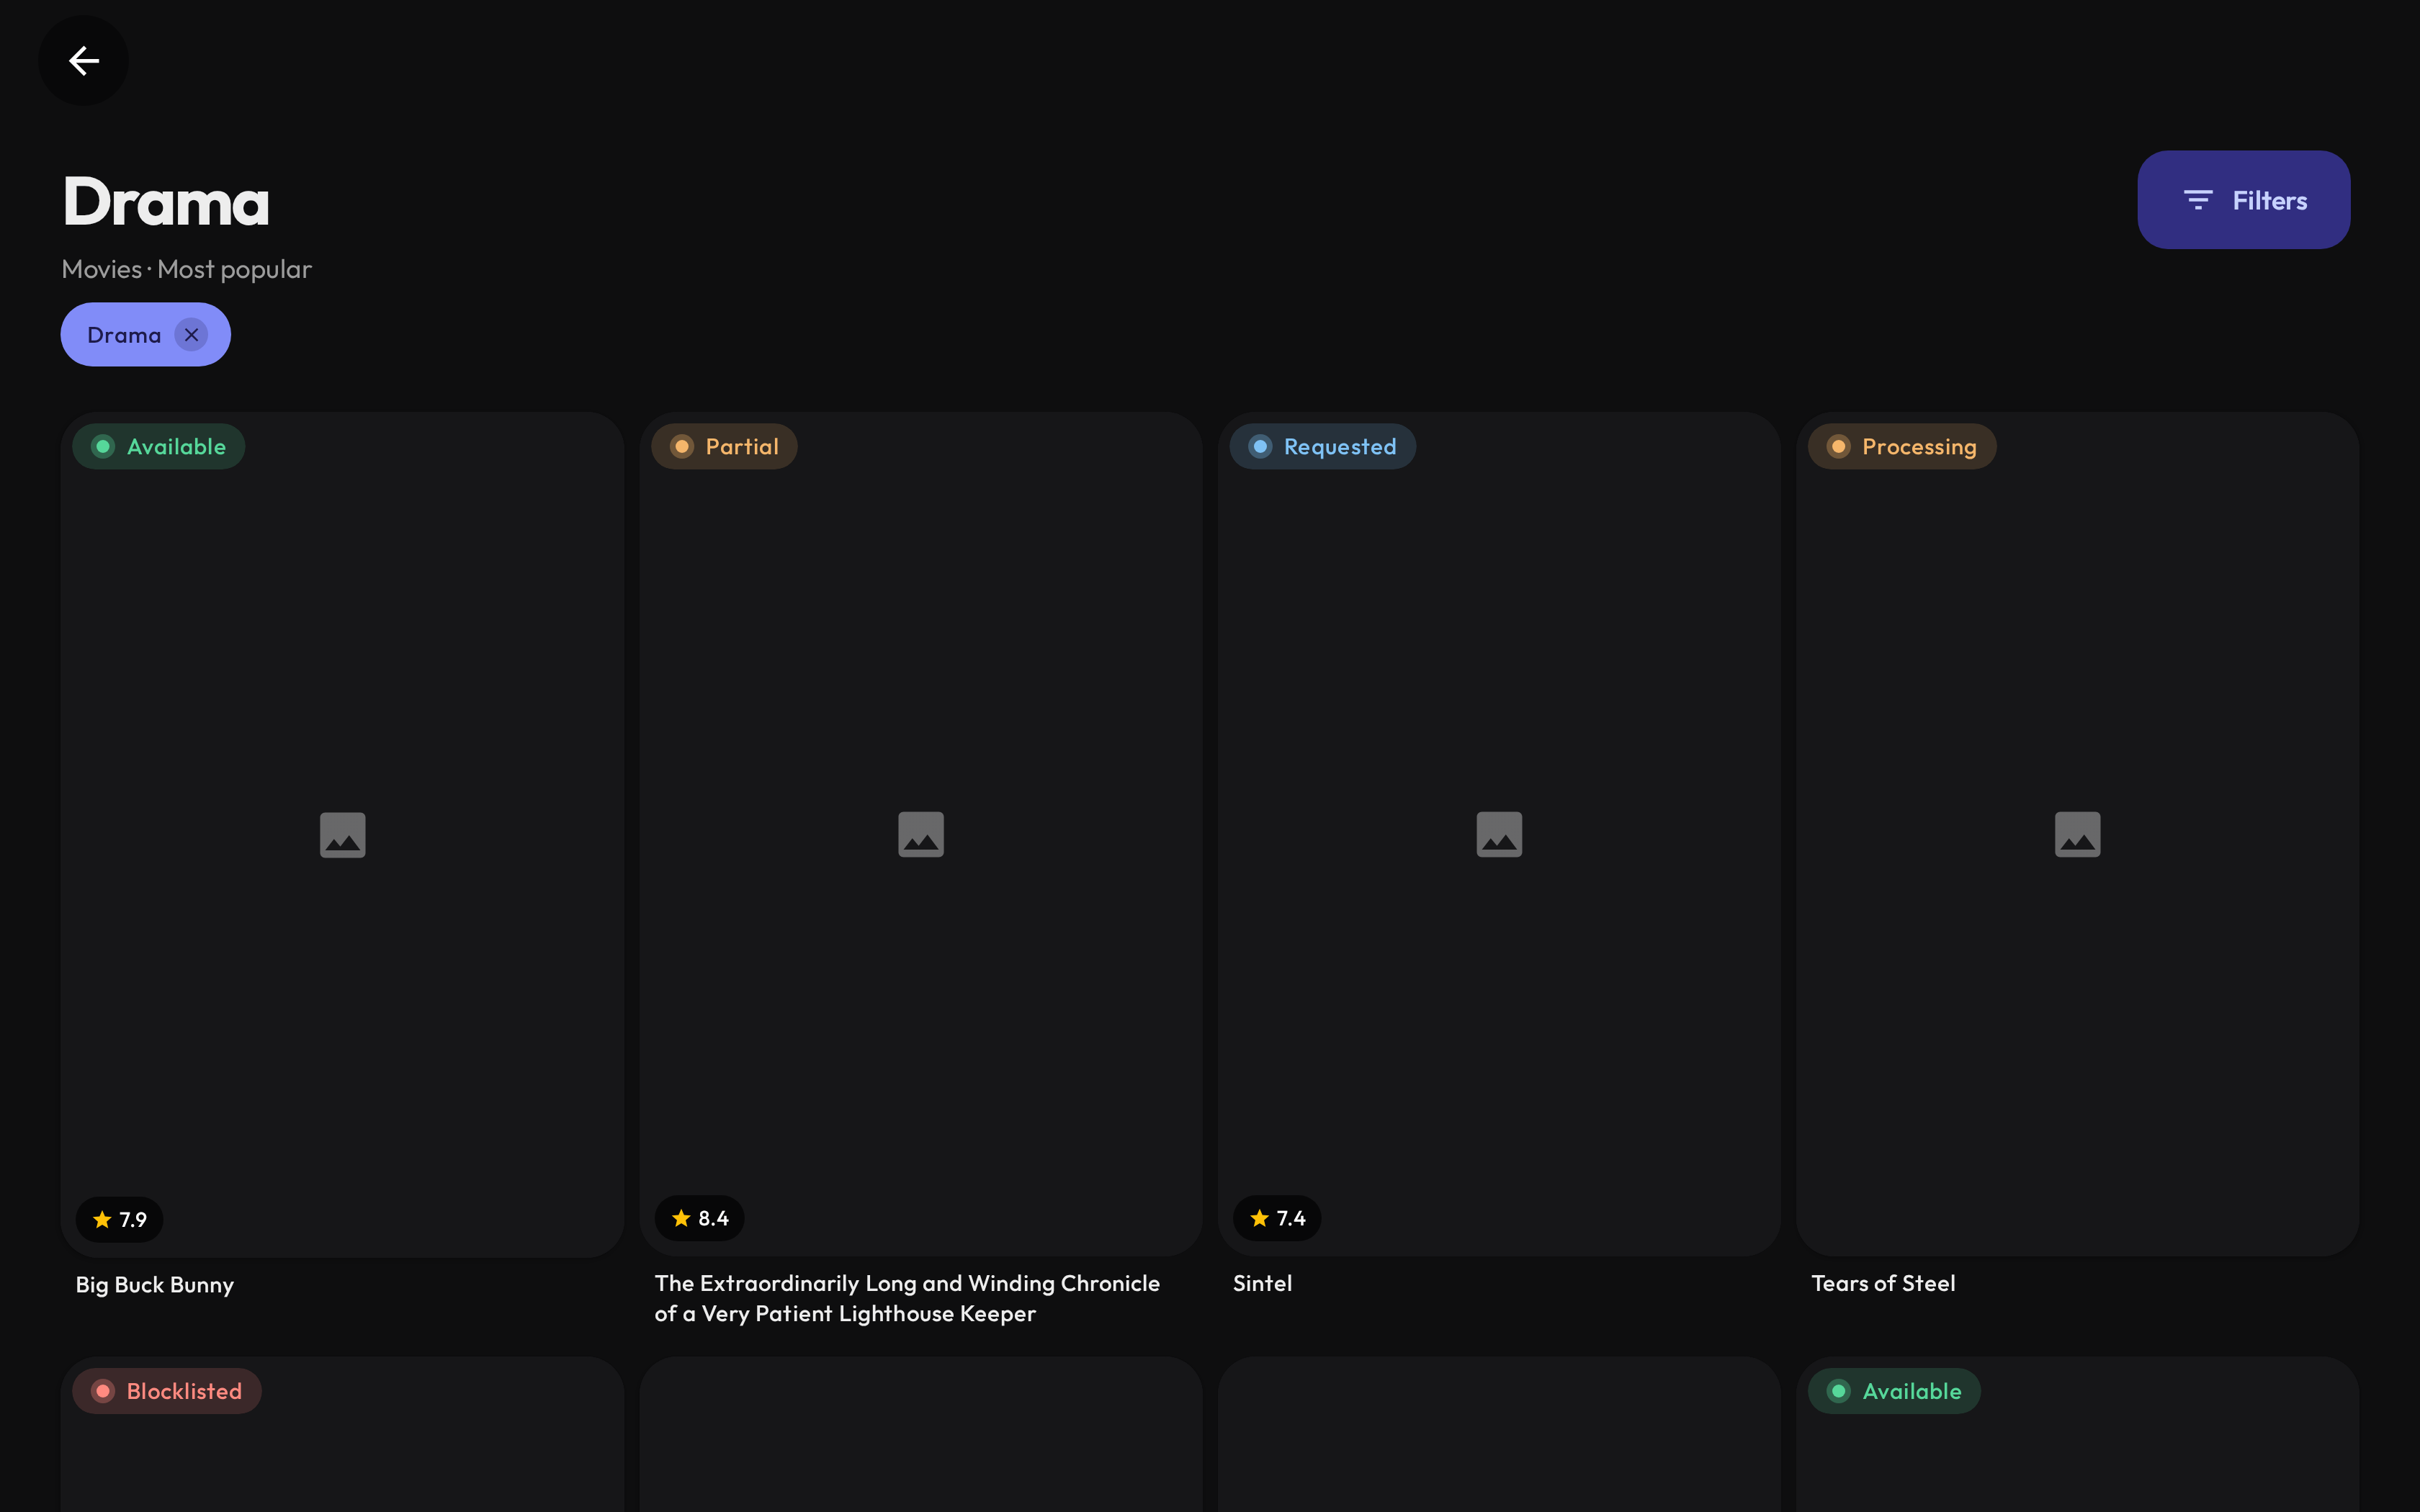 Drama
Filters
Movies · Most popular
Drama
Available
Partial
Requested
Processing
7.9
8.4
7.4
Big Buck Bunny
The Extraordinarily Long and Winding Chronicle
of a Very Patient Lighthouse Keeper
Sintel
Tears of Steel
Blocklisted
Available